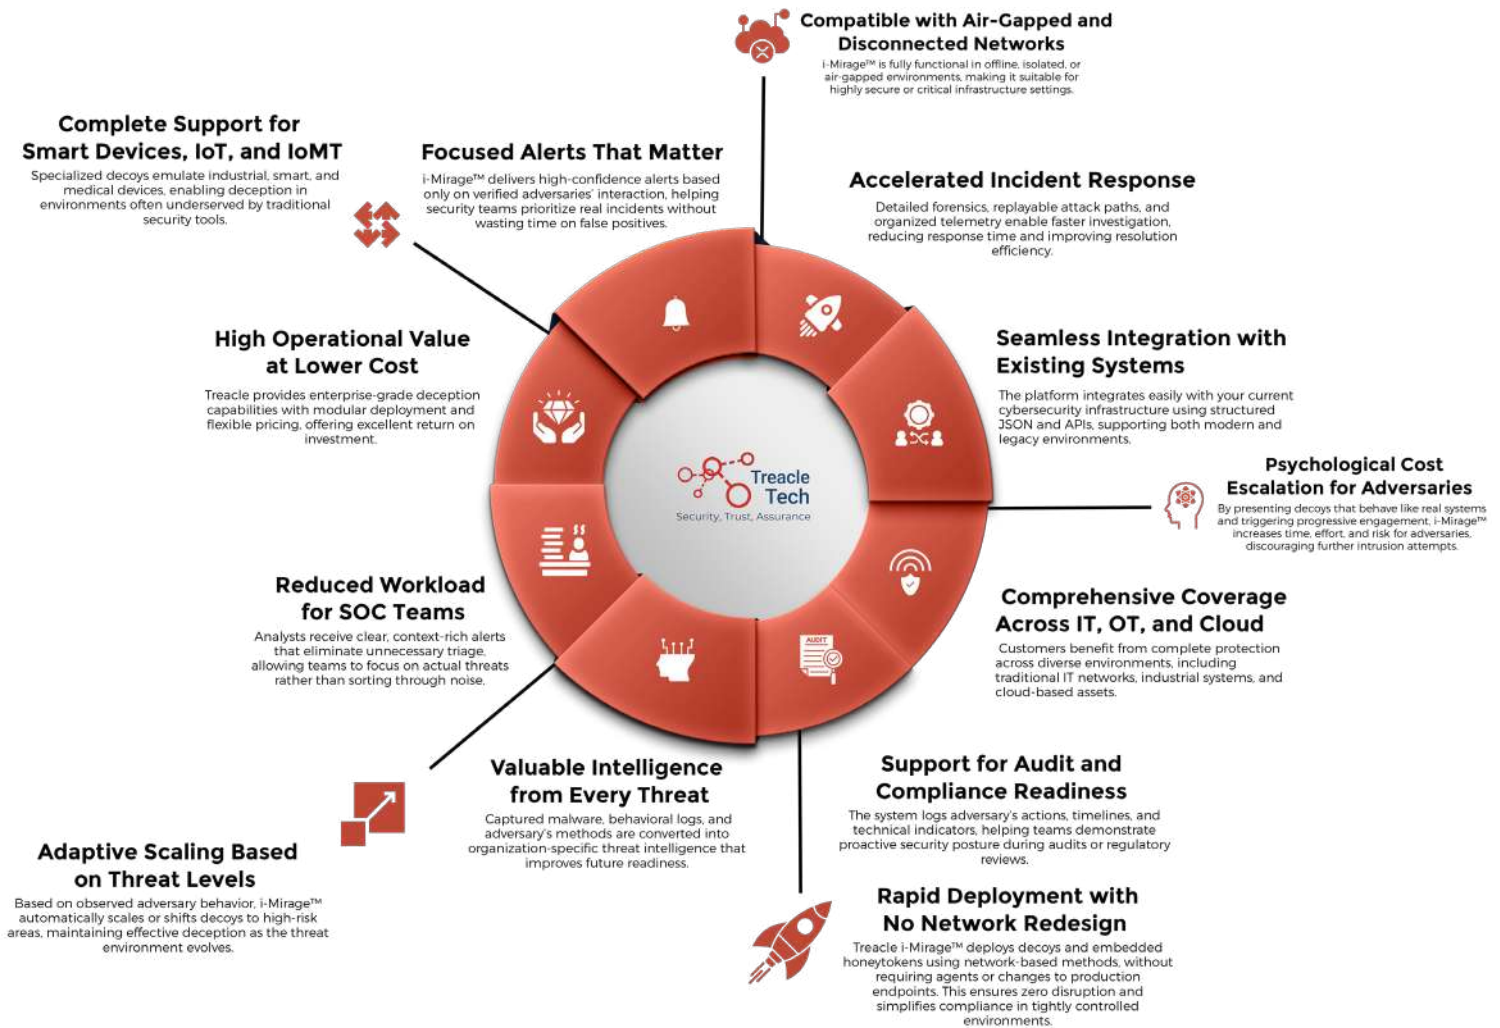 Compatible with Air-Gapped and
Disconnected Networks
i-Mirage™ is fully functional in offline, isolated, or
air-gapped environments, making it suitable for
highly secure or critical infrastructure settings.
Complete Support for
Smart Devices, IoT, and IoMT
Specialized decoys emulate industrial, smart, and
medical devices, enabling deception in
environments often underserved by traditional
security tools.
Focused Alerts That Matter
i-Mirage™ delivers high-confidence alerts based
only on verified adversaries' interaction, helping
security teams prioritize real incidents without
wasting time on false positives.
Accelerated Incident Response
Detailed forensics, replayable attack paths, and
organized telemetry enable faster investigation,
reducing response time and improving resolution
efficiency.
High Operational Value
at Lower Cost
Treacle provides enterprise-grade deception
capabilities with modular deployment and
flexible pricing, offering excellent return on
investment.
Seamless Integration with
Existing Systems
The platform integrates easily with your current
cybersecurity infrastructure using structured
JSON and APIs, supporting both modern and
legacy environments.
Treacle
Tech
Security, Trust, Assurance
Psychological Cost
Escalation for Adversaries
By presenting decoys that behave like real systems
and triggering progressive engagement, i-Mirage™
increases time, effort, and risk for adversaries,
discouraging further intrusion attempts.
Reduced Workload
for SOC Teams
Analysts receive clear, context-rich alerts
that eliminate unnecessary triage,
allowing teams to focus on actual threats
rather than sorting through noise.
Comprehensive Coverage
Across IT, OT, and Cloud
Customers benefit from complete protection
across diverse environments, including
traditional IT networks, industrial systems, and
cloud-based assets.
AUDIT
Valuable Intelligence
from Every Threat
Captured malware, behavioral logs, and
adversary's methods are converted into
organization-specific threat intelligence that
improves future readiness.
Support for Audit and
Compliance Readiness
The system logs adversary's actions, timelines, and
technical indicators, helping teams demonstrate
proactive security posture during audits or regulatory
reviews.
Adaptive Scaling Based
on Threat Levels
Based on observed adversary behavior, i-Mirage™
automatically scales or shifts decoys to high-risk
areas, maintaining effective deception as the threat
environment evolves.
Rapid Deployment with
No Network Redesign
Treacle i-Mirage™ deploys decoys and embedded
honeytokens using network-based methods, without
requiring agents or changes to production
endpoints. This ensures zero disruption and
simplifies compliance in tightly controlled
environments.